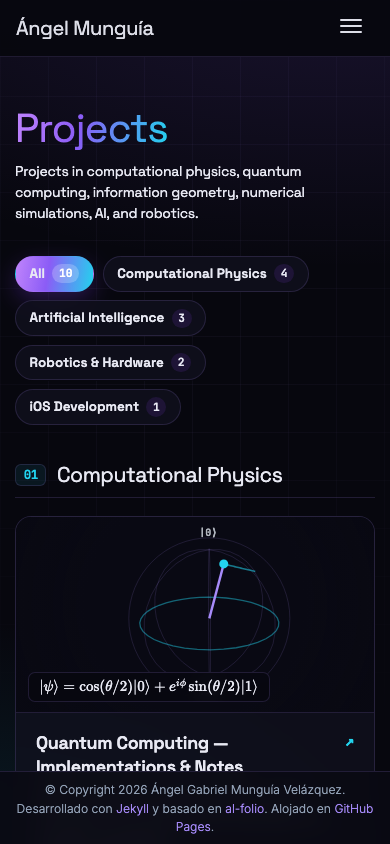 Ángel Munguía
Projects
Projects in computational physics, quantum
computing, information geometry, numerical
simulations, AI, and robotics.
All 10
Computational Physics 4
Artificial Intelligence 3
Robotics & Hardware 2
iOS Development 1
01 Computational Physics
|0⟩
|ψ⟩ = cos(θ/2)|0⟩ + e^{iϕ} sin(θ/2)|1⟩
Quantum Computing — ↗
Implementations & Notes
© Copyright 2026 Ángel Gabriel Munguía Velázquez.
Desarrollado con Jekyll y basado en al-folio. Alojado en GitHub
Pages.